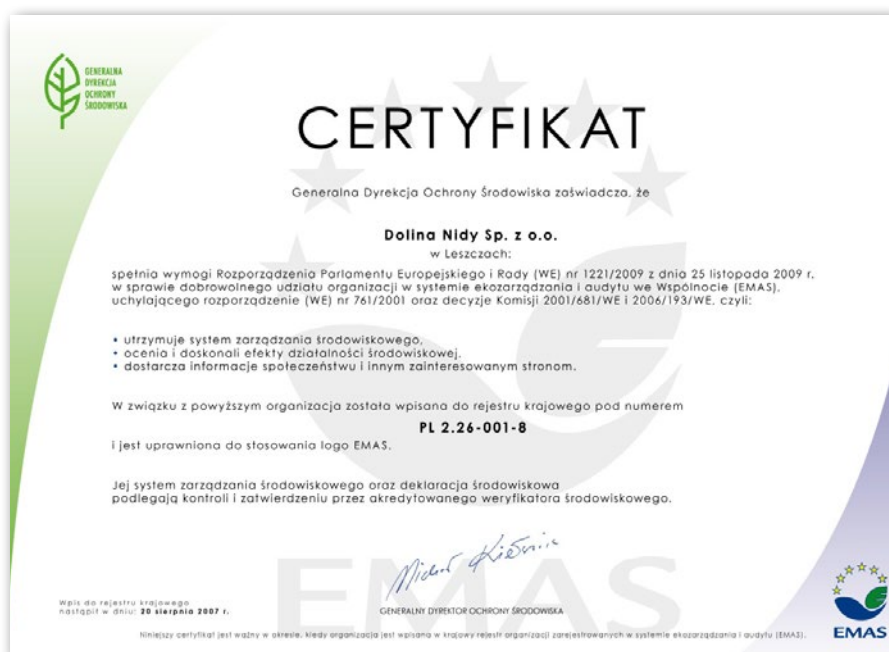 GENERALNA
DYREKCJA
OCHRONY
ŚRODOWISKA
CERTYFIKAT
Generalna Dyrekcja Ochrony Środowiska zaświadcza, że
Dolina Nidy Sp. z o.o.
w Leszczach:
spełnia wymogi Rozporządzenia Parlamentu Europejskiego i Rady (WE) nr 1221/2009 z dnia 25 listopada 2009 r.
w sprawie dobrowolnego udziału organizacji w systemie ekozarządzania i audytu we Wspólnocie (EMAS),
uchylającego rozporządzenie (WE) nr 761/2001 oraz decyzje Komisji 2001/681/WE i 2006/193/WE, czyli:
• utrzymuje system zarządzania środowiskowego,
• ocenia i doskonali efekty działalności środowiskowej,
• dostarcza informacje społeczeństwu i innym zainteresowanym stronom.
W związku z powyższym organizacja została wpisana do rejestru krajowego pod numerem
PL 2.26-001-8
i jest uprawniona do stosowania logo EMAS.
Jej system zarządzania środowiskowego oraz deklaracja środowiskowa
podlegają kontroli i zatwierdzeniu przez akredytowanego weryfikatora środowiskowego.
EMAS
Wpis do rejestru krajowego
nastąpił w dniu: 20 sierpnia 2007 r.
GENERALNY DYREKTOR OCHRONY ŚRODOWISKA
EMAS
Niniejszy certyfikat jest ważny w okresie, kiedy organizacja jest wpisana w krajowy rejestr organizacji zarejestrowanych w systemie ekozarządzania i audytu (EMAS).